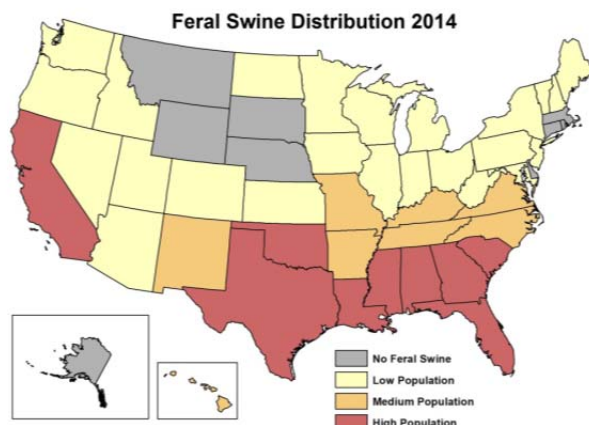 Feral Swine Distribution 2014
No Feral Swine
Low Population
Medium Population
High Population